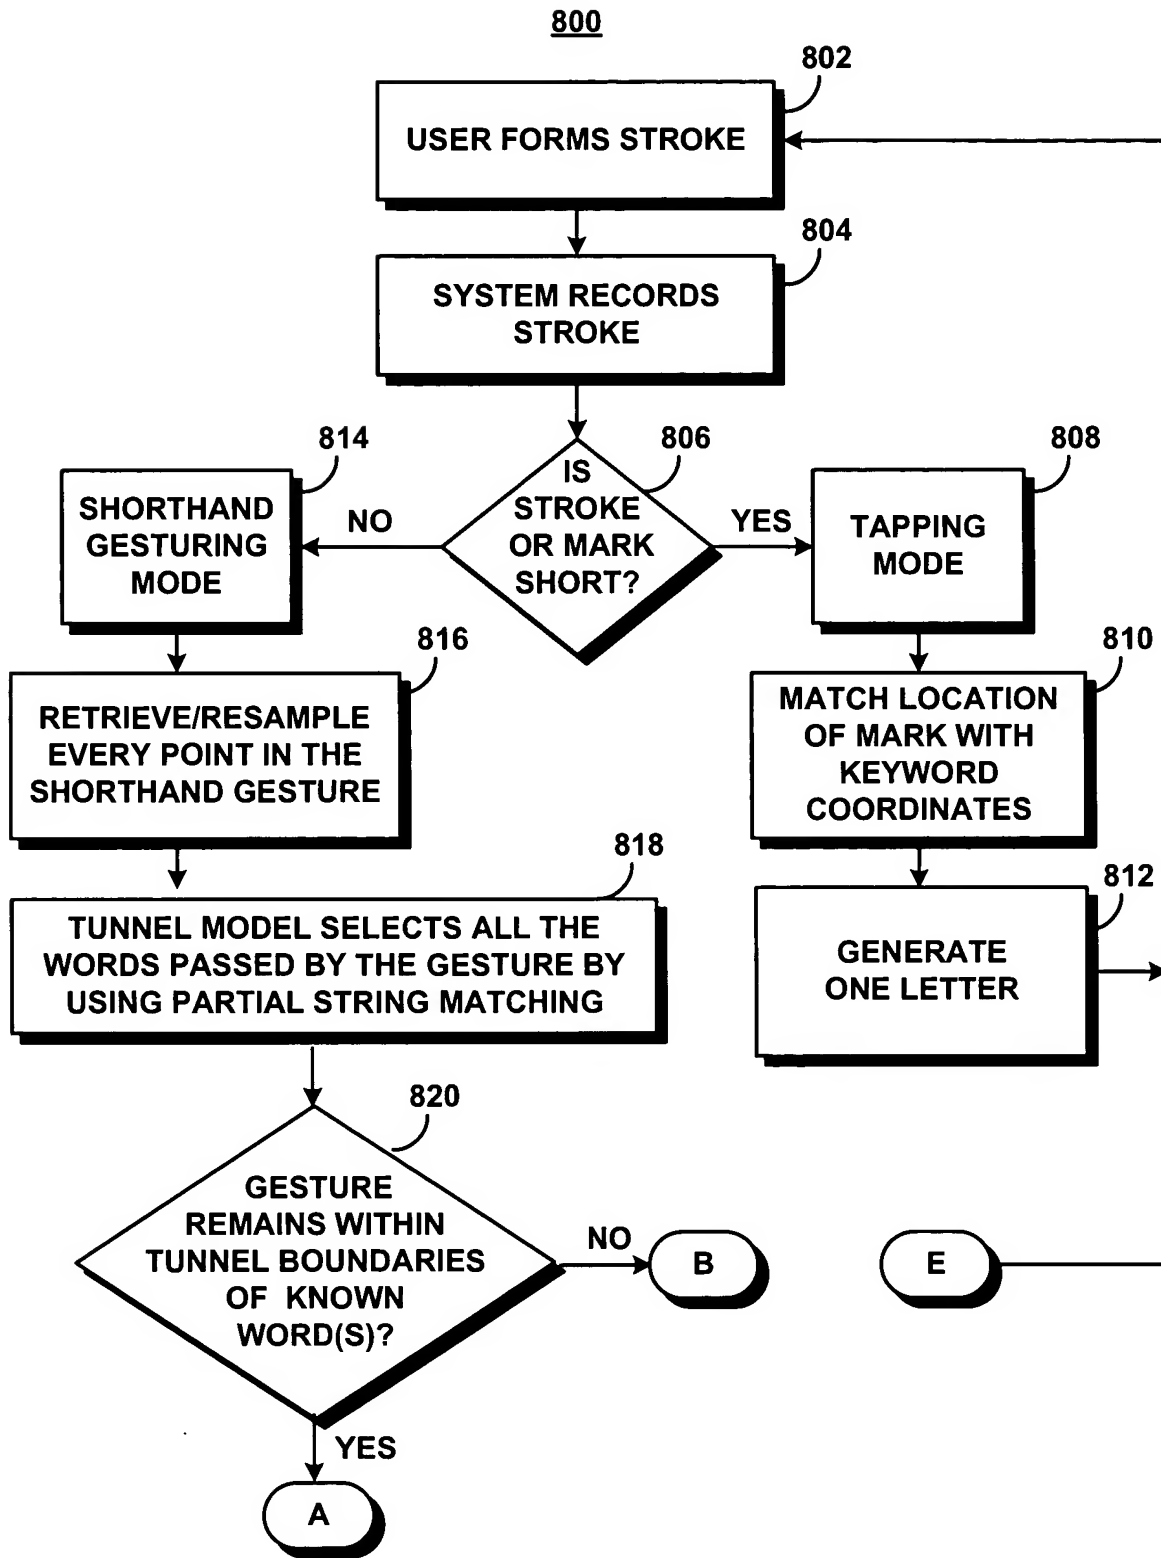 800
802
USER FORMS STROKE
804
SYSTEM RECORDS
STROKE
814
806
808
SHORTHAND
GESTURING
MODE
NO
IS
STROKE
OR MARK
SHORT?
YES
TAPPING
MODE
816
810
RETRIEVE/RESAMPLE
EVERY POINT IN THE
SHORTHAND GESTURE
MATCH LOCATION
OF MARK WITH
KEYWORD
COORDINATES
818
812
TUNNEL MODEL SELECTS ALL THE
WORDS PASSED BY THE GESTURE BY
USING PARTIAL STRING MATCHING
GENERATE
ONE LETTER
820
GESTURE
REMAINS WITHIN
TUNNEL BOUNDARIES
OF KNOWN
WORD(S)?
NO
B
E
YES
A